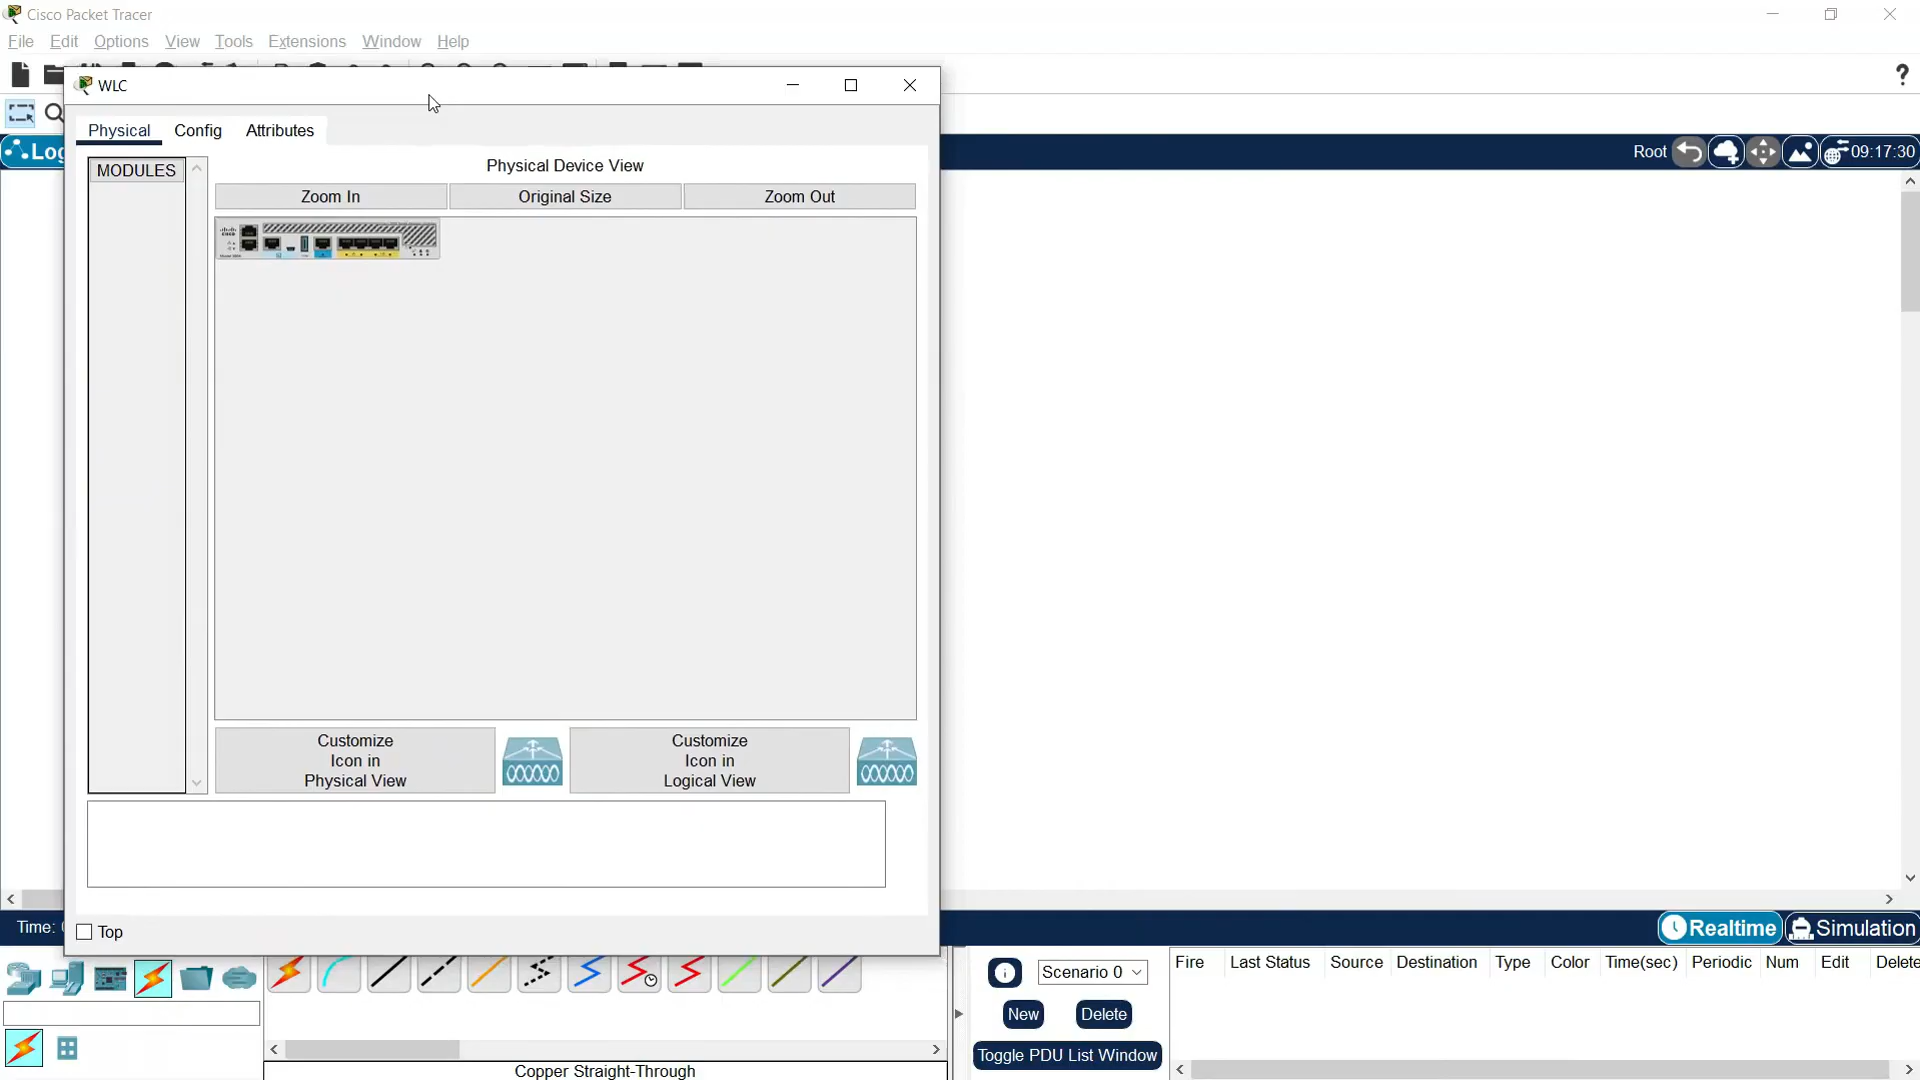 Cisco Packet Tracer
File Edit Options View Tools Extensions Window Help
WLC
?
Physical Config Attributes
Log
Root 09:17:30
MODULES
Physical Device View
Zoom In Original Size Zoom Out
Customize
Icon in
Physical View
Customize
Icon in
Logical View
Top
Time:
Realtime Simulation
Scenario 0
New Delete
Toggle PDU List Window
Fire Last Status Source Destination Type Color Time(sec) Periodic Num Edit Delete
Copper Straight-Through